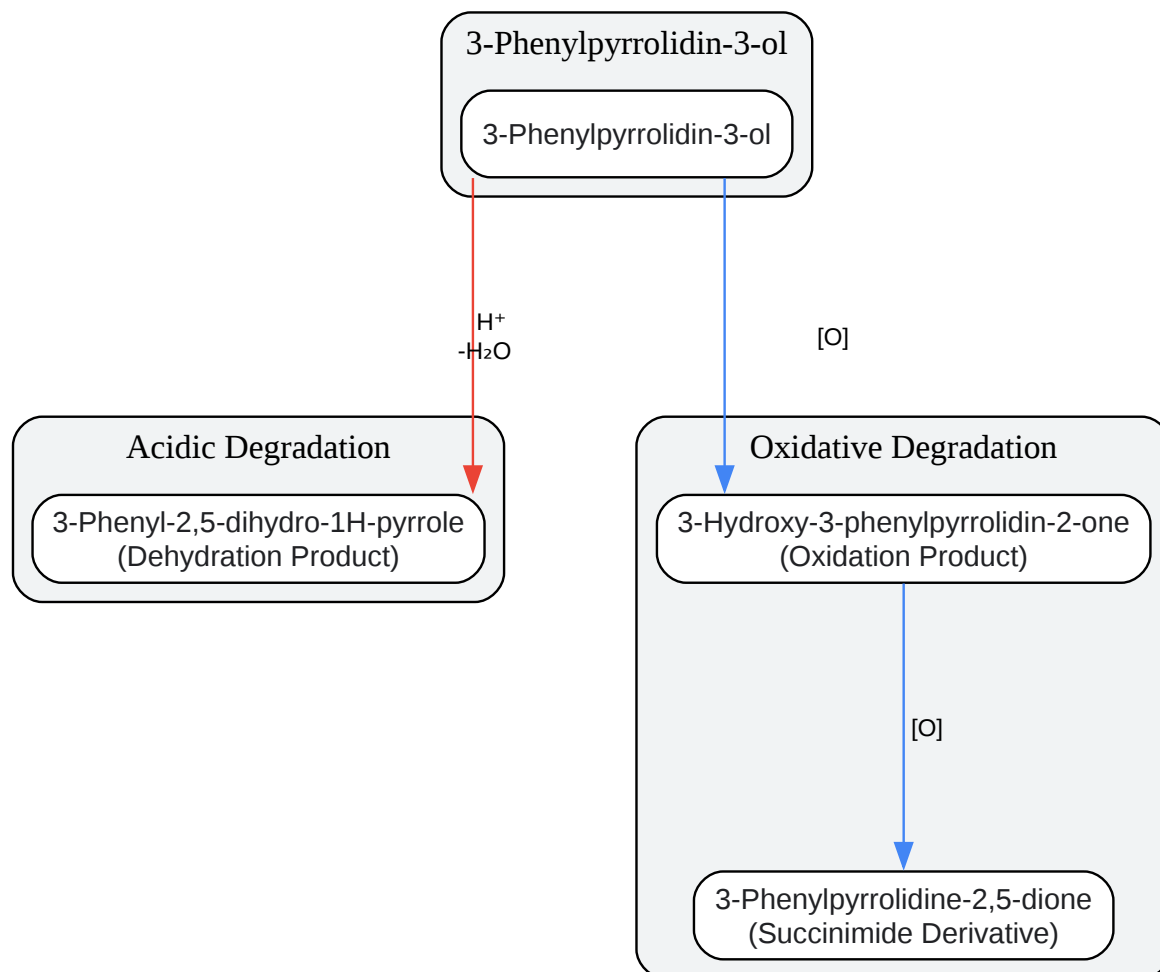 3-Phenylpyrrolidin-3-ol
3-Phenylpyrrolidin-3-ol
H⁺
-H₂O
[O]
Acidic Degradation
3-Phenyl-2,5-dihydro-1H-pyrrole
(Dehydration Product)
Oxidative Degradation
3-Hydroxy-3-phenylpyrrolidin-2-one
(Oxidation Product)
[O]
3-Phenylpyrrolidine-2,5-dione
(Succinimide Derivative)